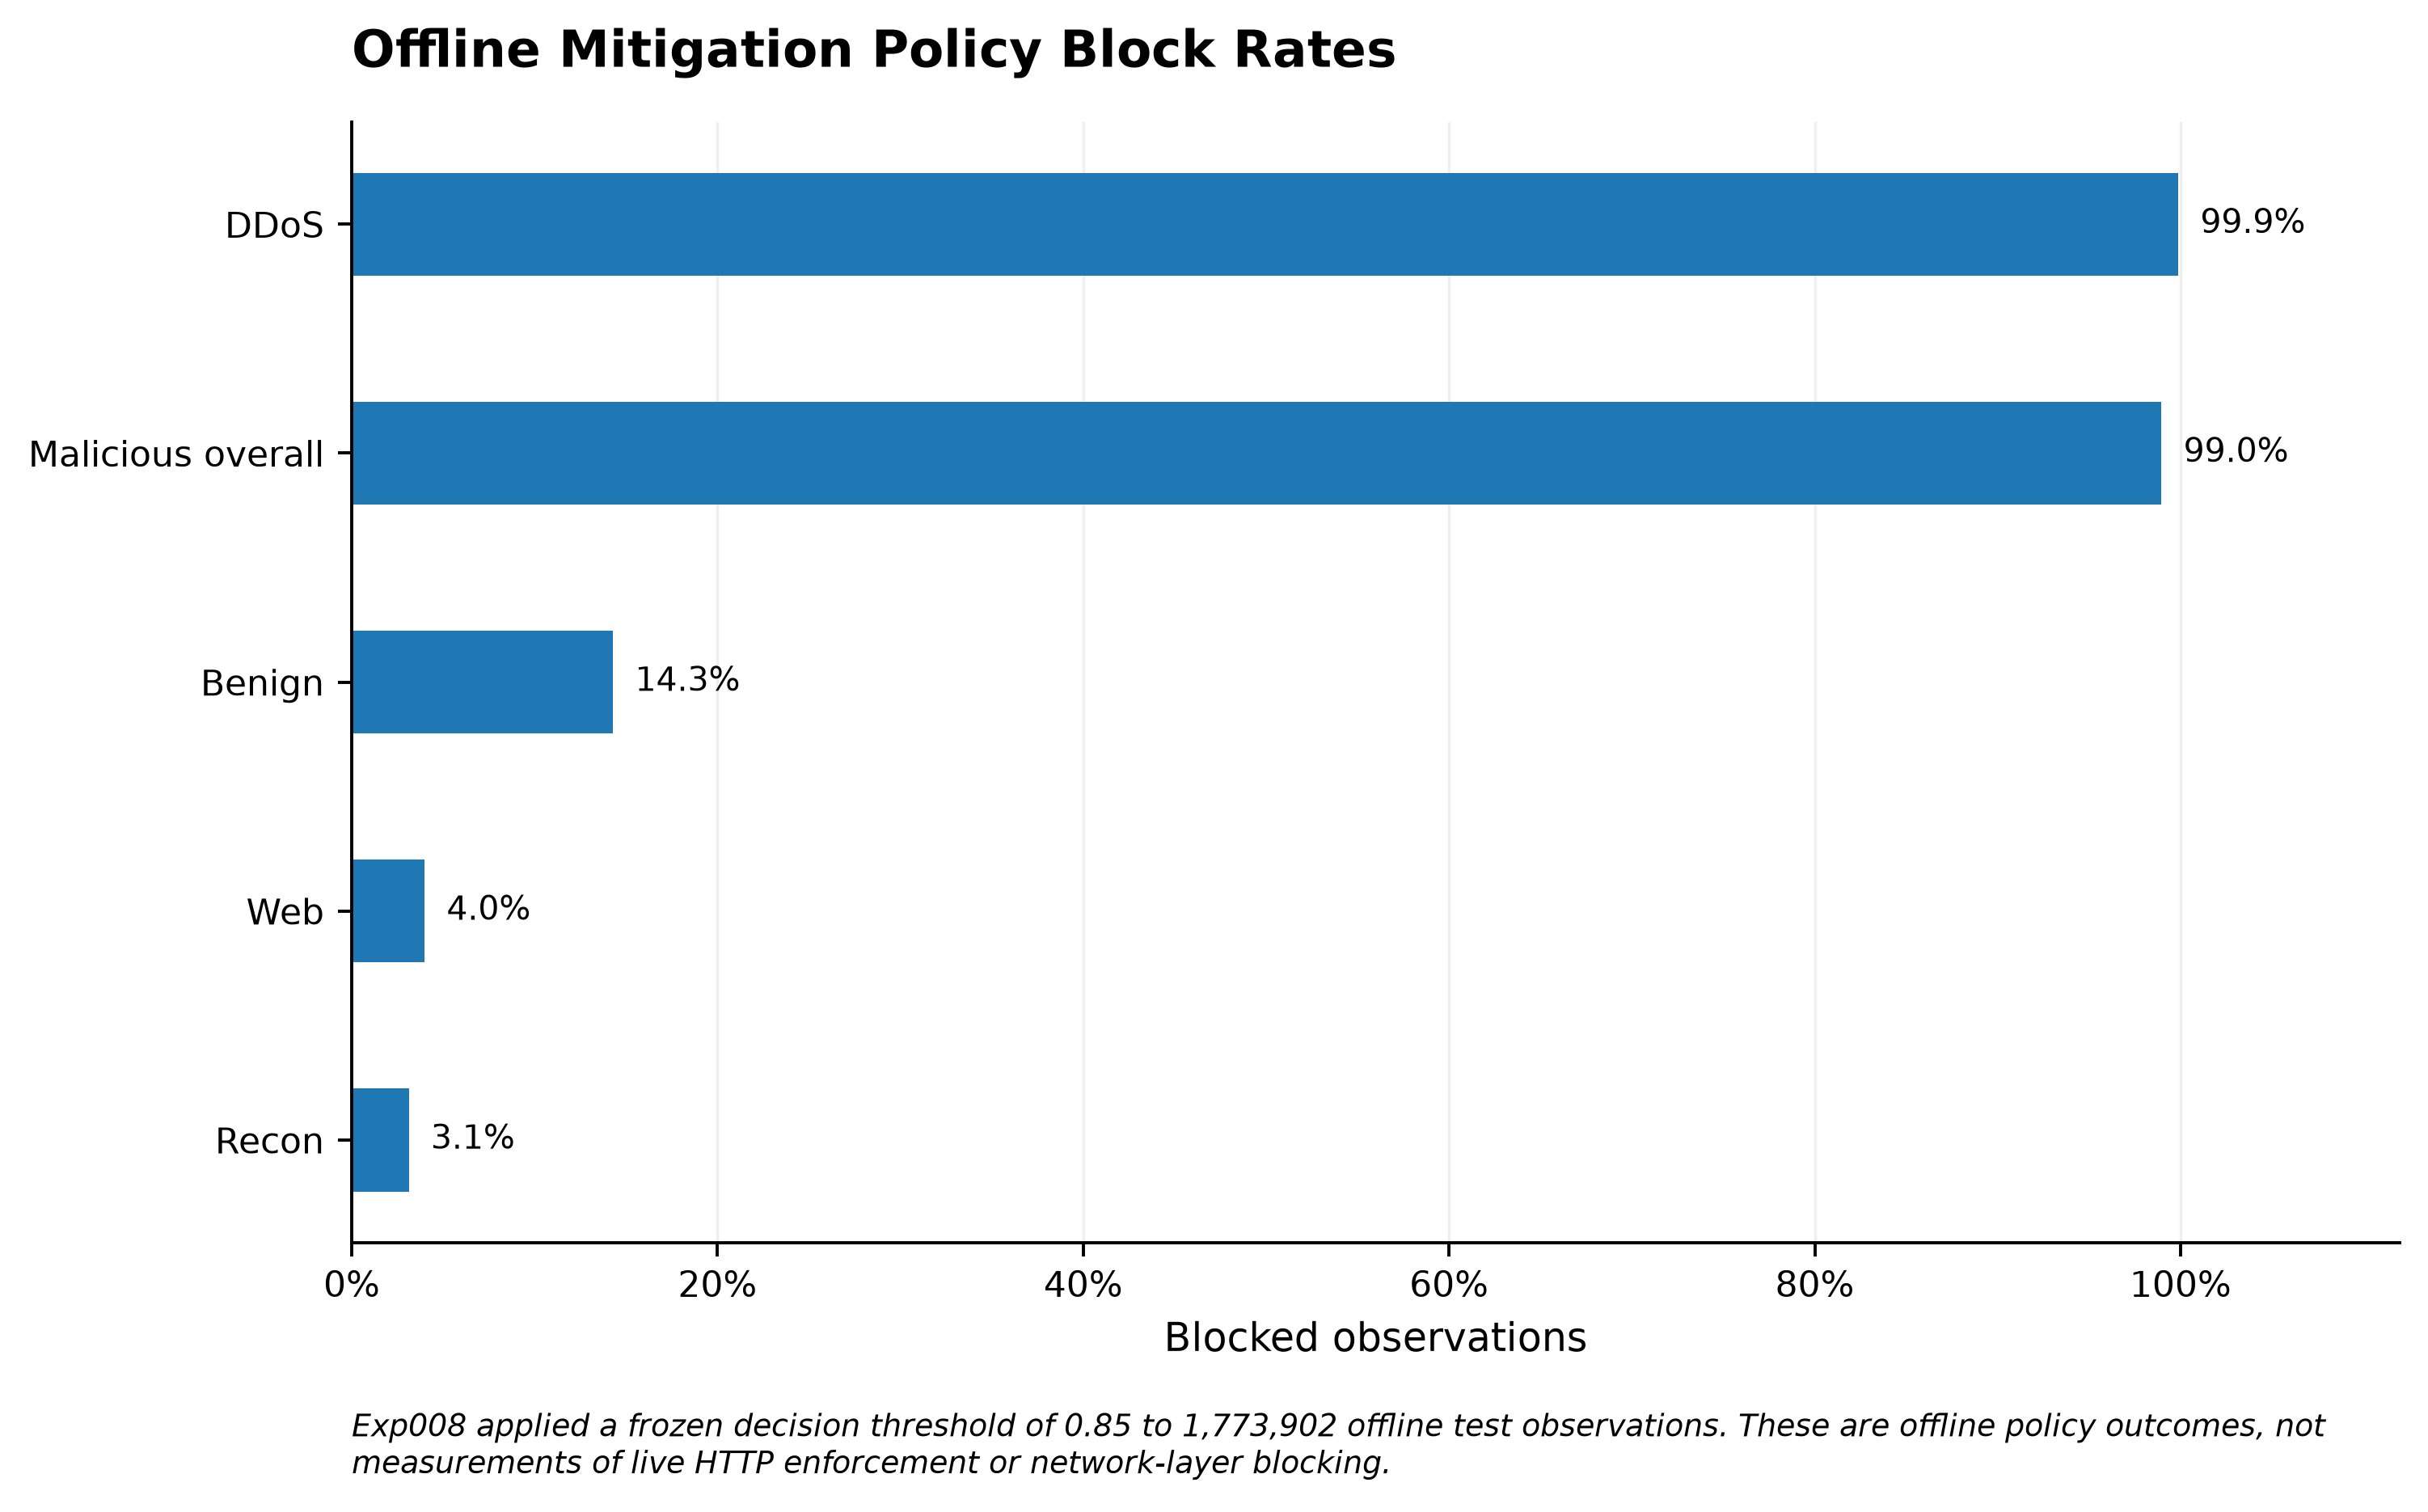 Offline Mitigation Policy Block Rates
DDoS
99.9%
Malicious overall
99.0%
Benign
14.3%
Web
4.0%
Recon
3.1%
0% 20% 40% 60% 80% 100%
Blocked observations
Exp008 applied a frozen decision threshold of 0.85 to 1,773,902 offline test observations. These are offline policy outcomes, not
measurements of live HTTP enforcement or network-layer blocking.